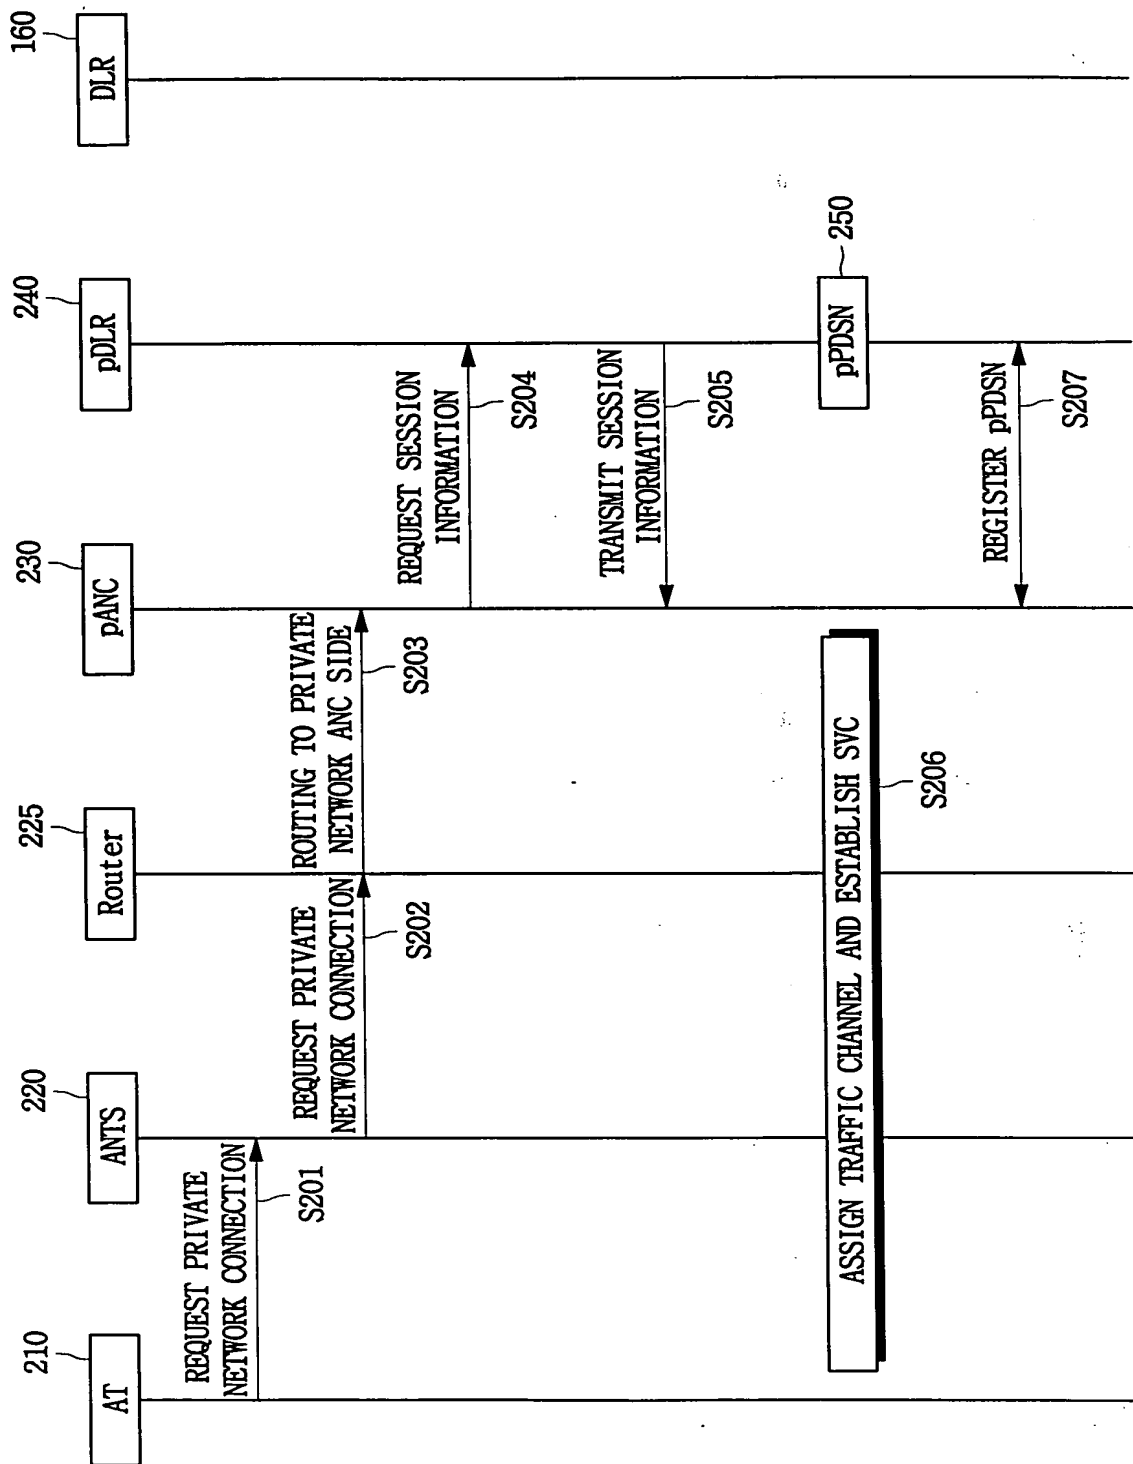 210
AT
220
ANTS
225
Router
230
pANC
240
pDLR
160
DLR
REQUEST PRIVATE
NETWORK CONNECTION
S201
REQUEST PRIVATE
NETWORK CONNECTION
S202
ROUTING TO PRIVATE
NETWORK ANC SIDE
S203
REQUEST SESSION
INFORMATION
S204
TRANSMIT SESSION
INFORMATION
S205
ASSIGN TRAFFIC CHANNEL AND ESTABLISH SVC
S206
pPDSN
250
REGISTER pPDSN
S207